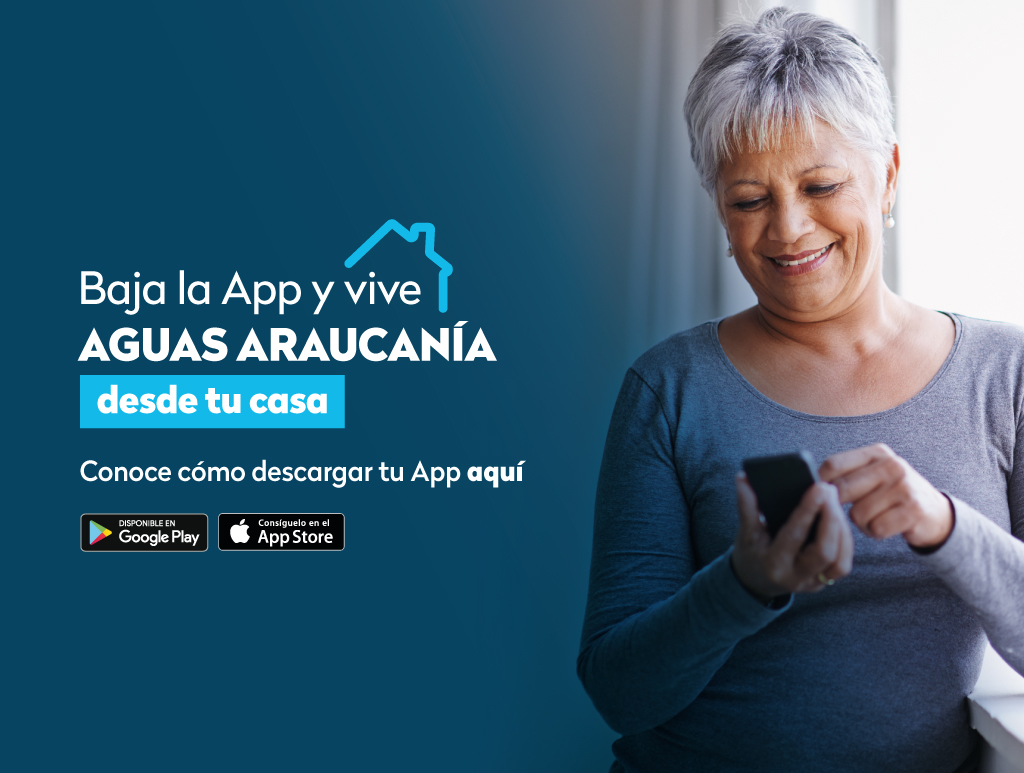 Baja la App y vive
AGUAS ARAUCANÍA
desde tu casa
Conoce cómo descargar tu App aquí
DISPONIBLE EN
Google Play
Consíguelo en el
App Store